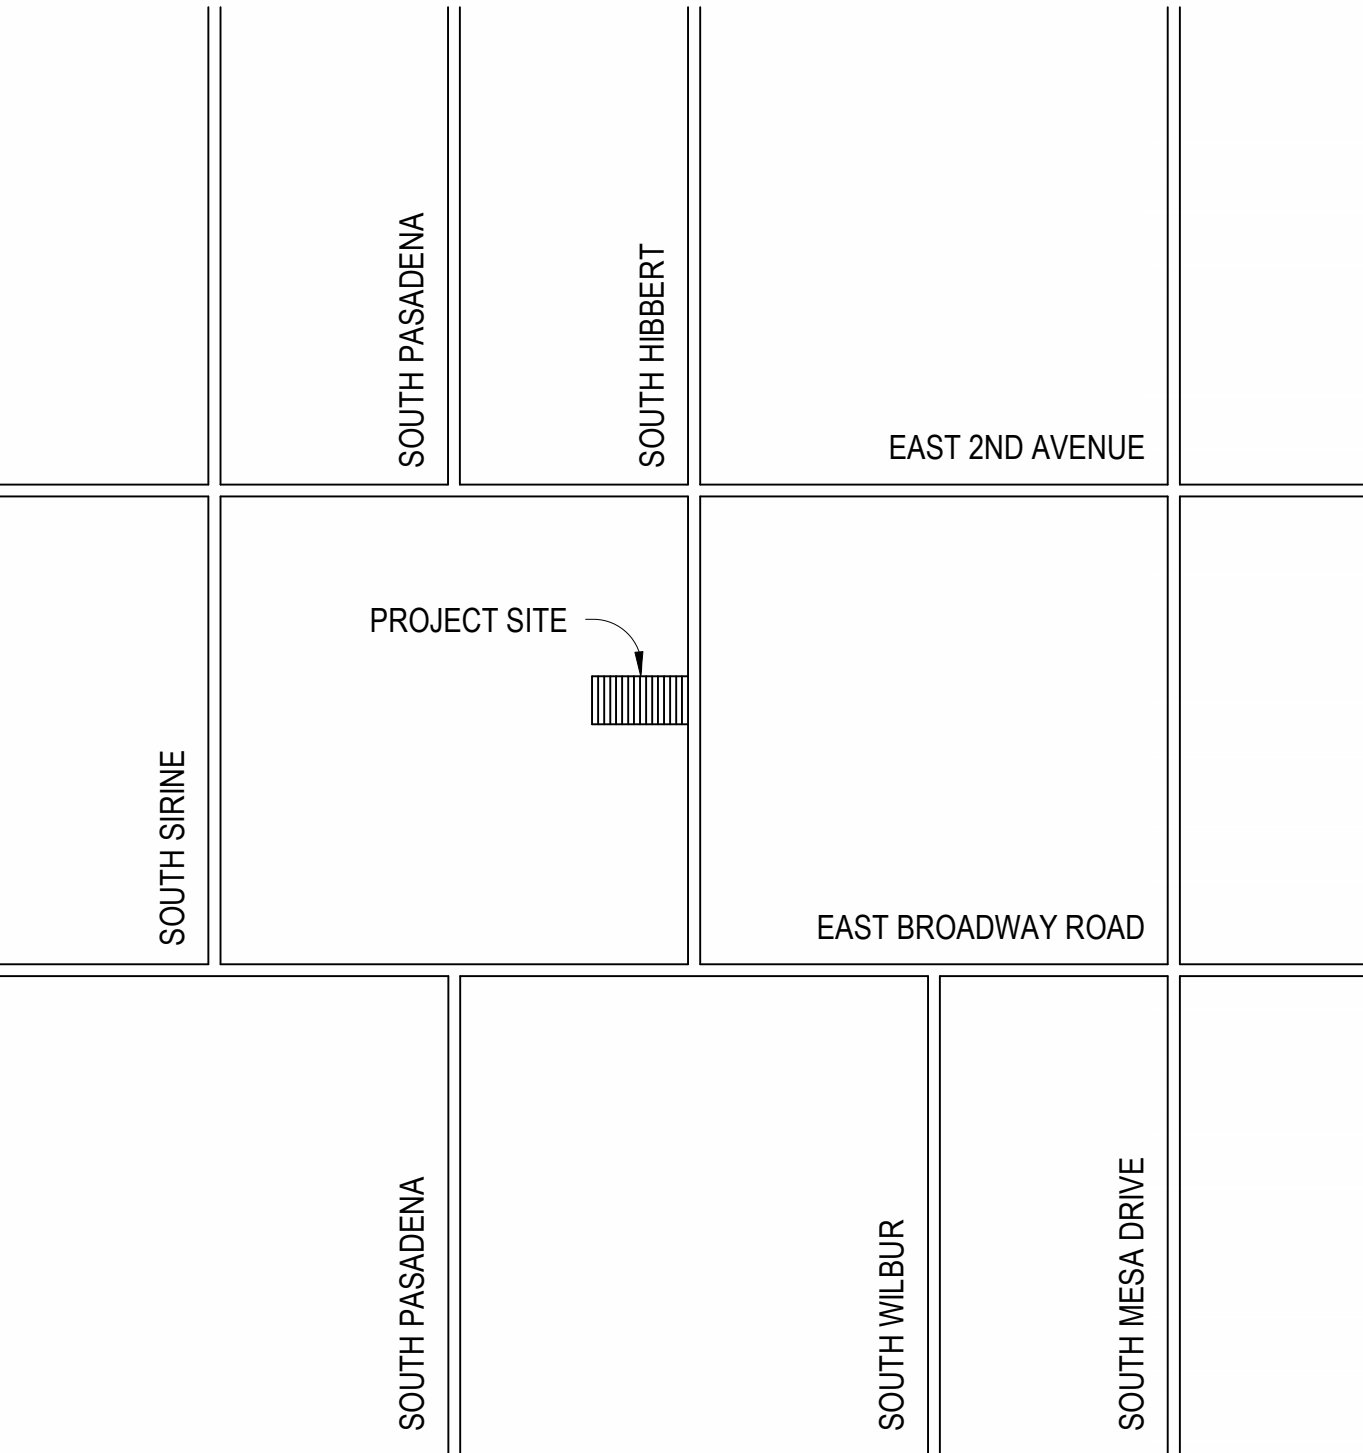 SOUTH PASADENA
SOUTH HIBBERT
EAST 2ND AVENUE
PROJECT SITE
SOUTH SIRINE
EAST BROADWAY ROAD
SOUTH PASADENA
SOUTH WILBUR
SOUTH MESA DRIVE